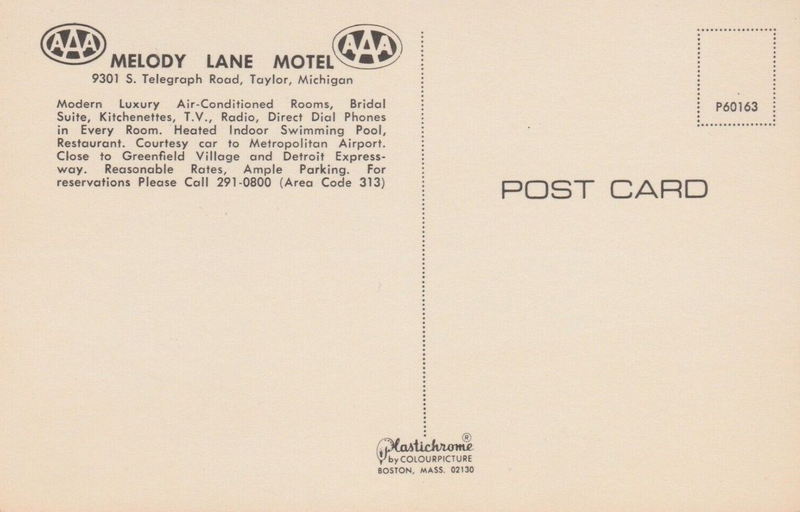 AAA MELODY LANE MOTEL AAA
9301 S. Telegraph Road, Taylor, Michigan
Modern Luxury Air-Conditioned Rooms, Bridal
Suite, Kitchenettes, T.V., Radio, Direct Dial Phones
in Every Room. Heated Indoor Swimming Pool,
Restaurant. Courtesy car to Metropolitan Airport.
Close to Greenfield Village and Detroit Express-
way. Reasonable Rates, Ample Parking. For
reservations Please Call 291-0800 (Area Code 313)
P60163
POST CARD
Plastichrome®
by COLOURPICTURE
BOSTON, MASS. 02130